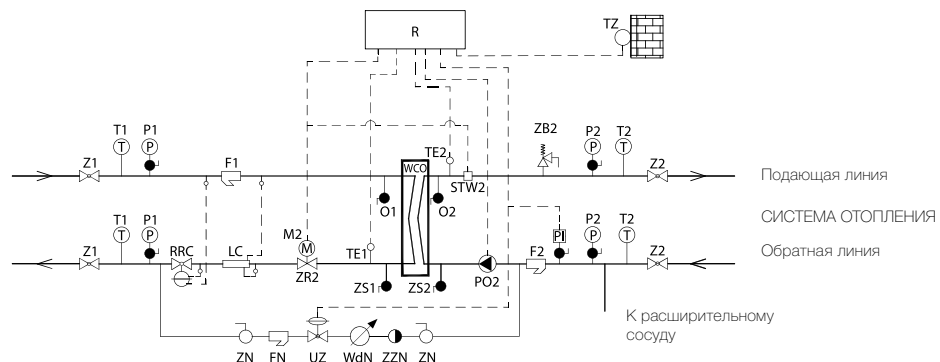 R
TZ
T1
P1
Z1
F1
M2
M
TE2
WCO
STW2
ZB2
P2
T2
Z2
T
P
P
T
O1
O2
Подающая линия
СИСТЕМА ОТОПЛЕНИЯ
Обратная линия
T1
P1
Z1
T
P
RRC
LC
ZR2
TE1
ZS1
ZS2
PO2
F2
PI
P2
T2
P
T
Z2
К расширительному
сосуду
ZN
FN
UZ
WdN
ZZN
ZN